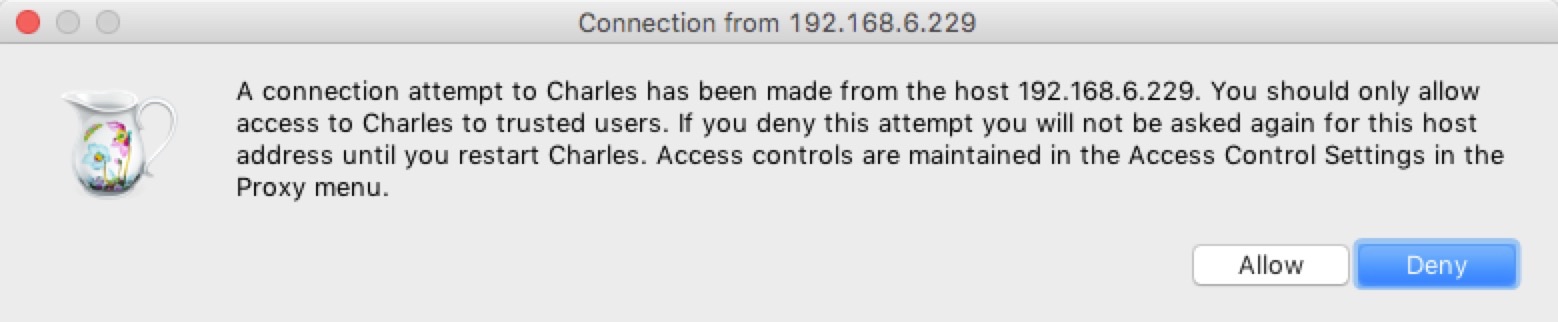 Connection from 192.168.6.229
A connection attempt to Charles has been made from the host 192.168.6.229. You should only allow
access to Charles to trusted users. If you deny this attempt you will not be asked again for this host
address until you restart Charles. Access controls are maintained in the Access Control Settings in the
Proxy menu.
Allow Deny